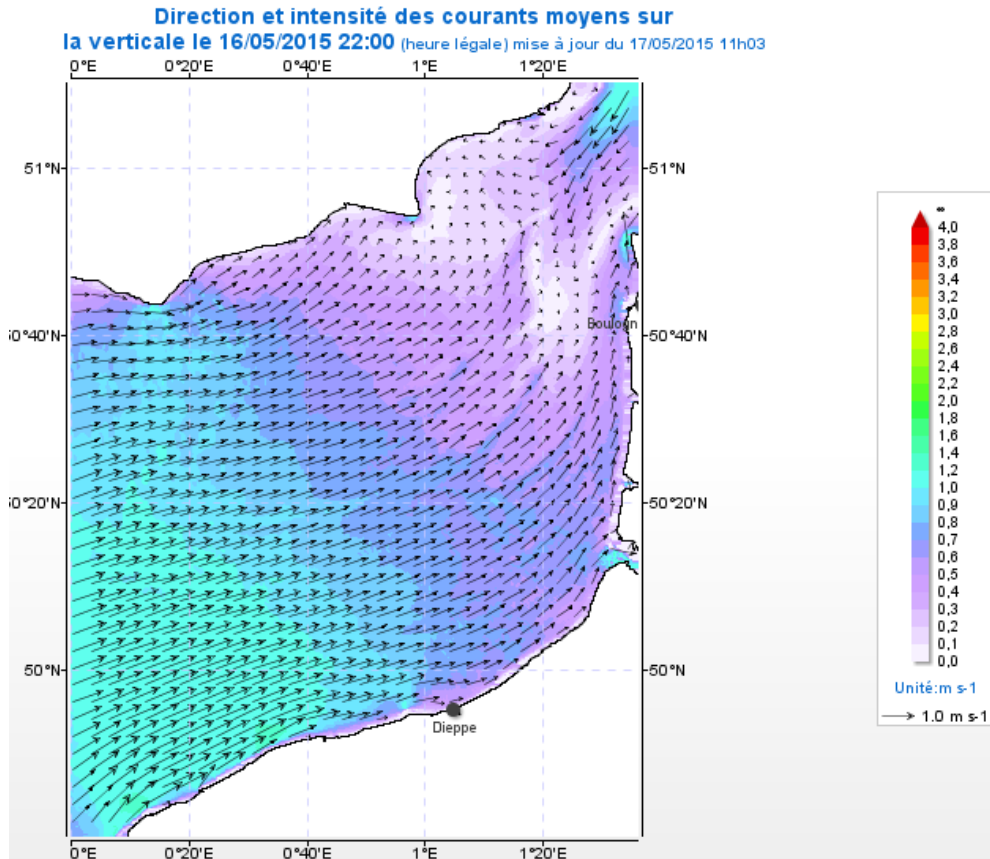 Direction et intensité des courants moyens sur
la verticale le 16/05/2015 22:00 (heure légale) mise à jour du 17/05/2015 11h03
0°E 0°20'E 0°40'E 1°E 1°20'E
51°N 51°N
50°40'N 50°40'N
Boulogn
50°20'N 50°20'N
50°N 50°N
Dieppe
0°E 0°20'E 0°40'E 1°E 1°20'E
∞
4,0
3,8
3,6
3,4
3,2
3,0
2,8
2,6
2,4
2,2
2,0
1,8
1,6
1,4
1,2
1,0
0,9
0,8
0,7
0,6
0,5
0,4
0,3
0,2
0,1
0,0
Unité:m s-1
1.0 m s-1